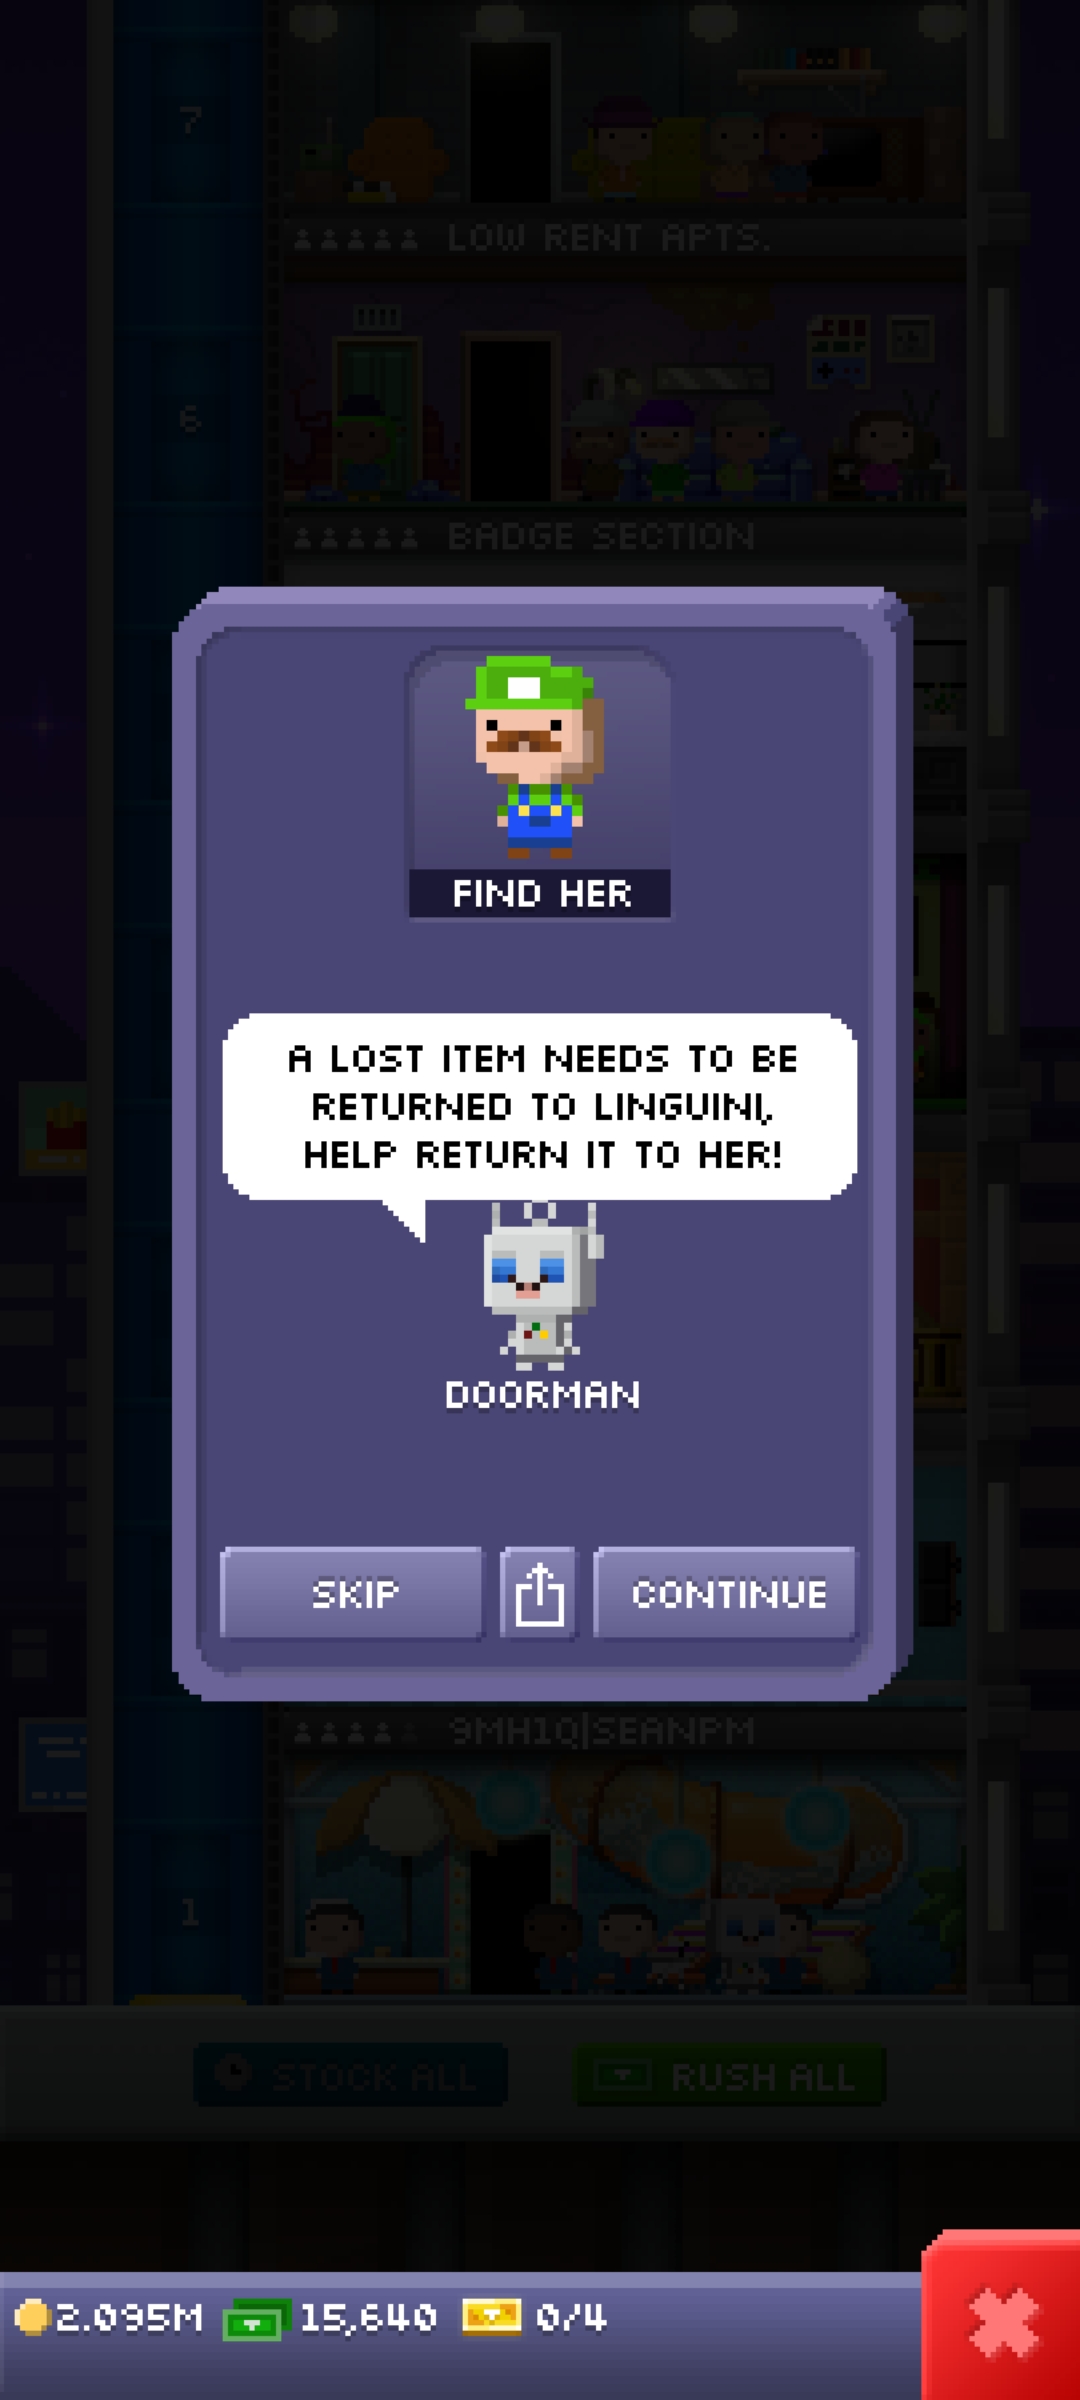 7
LOW RENT APTS.
6
BADGE SECTION
FIND HER
A LOST ITEM NEEDS TO BE
RETURNED TO LINGUINI,
HELP RETURN IT TO HER!
DOORMAN
SKIP
CONTINUE
9MH1Q|SEANPM
1
STOCK ALL
RUSH ALL
2.095M
15,640
0/4